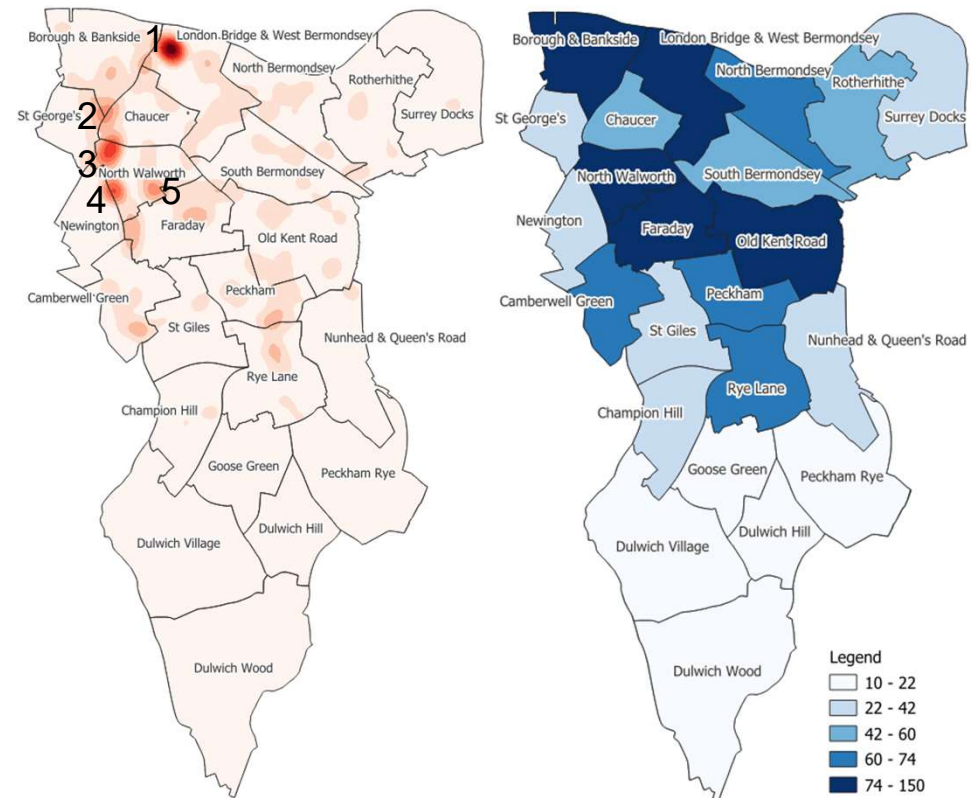 1
Borough & Bankside
London Bridge & West Bermondsey
North Bermondsey
Rotherhithe
St George's
2
Chaucer
Surrey Docks
3
North Walworth
4
5
South Bermondsey
Newington
Faraday
Old Kent Road
Camberwell Green
Peckham
St Giles
Nunhead & Queen's Road
Rye Lane
Champion Hill
Goose Green
Peckham Rye
Dulwich Hill
Dulwich Village
Dulwich Wood
Borough & Bankside
London Bridge & West Bermondsey
North Bermondsey
Rotherhithe
St George's
Chaucer
Surrey Docks
North Walworth
South Bermondsey
Newington
Faraday
Old Kent Road
Camberwell Green
Peckham
St Giles
Nunhead & Queen's Road
Rye Lane
Champion Hill
Goose Green
Peckham Rye
Dulwich Hill
Dulwich Village
Dulwich Wood
Legend
10 - 22
22 - 42
42 - 60
60 - 74
74 - 150